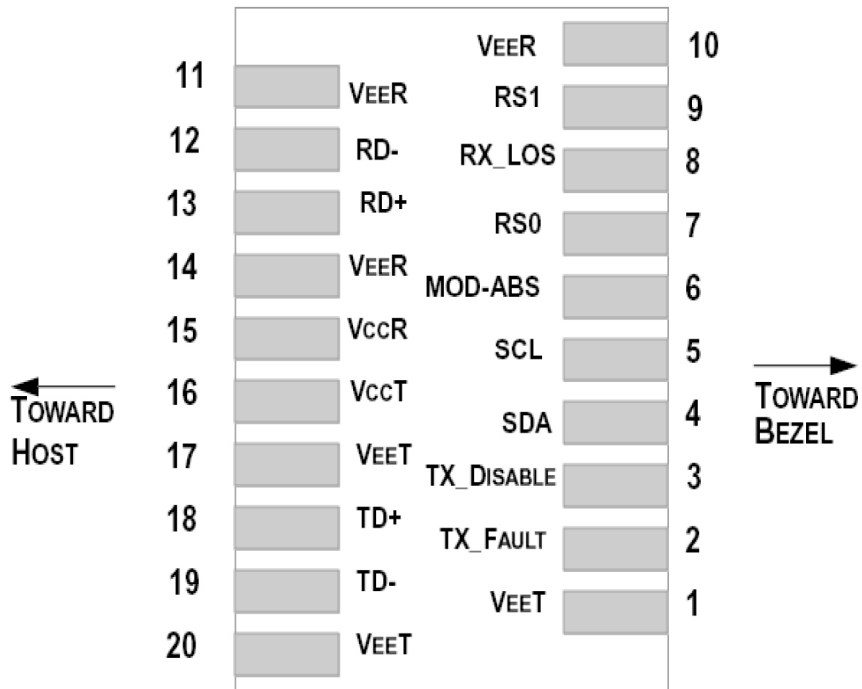 11 VEER
12 RD-
13 RD+
14 VEER
15 VCCR
16 VCCT
17 VEET
18 TD+
19 TD-
20 VEET
VEER 10
RS1 9
RX_LOS 8
RS0 7
MOD-ABS 6
SCL 5
SDA 4
TX_DISABLE 3
TX_FAULT 2
VEET 1
TOWARD
HOST
TOWARD
BEZEL